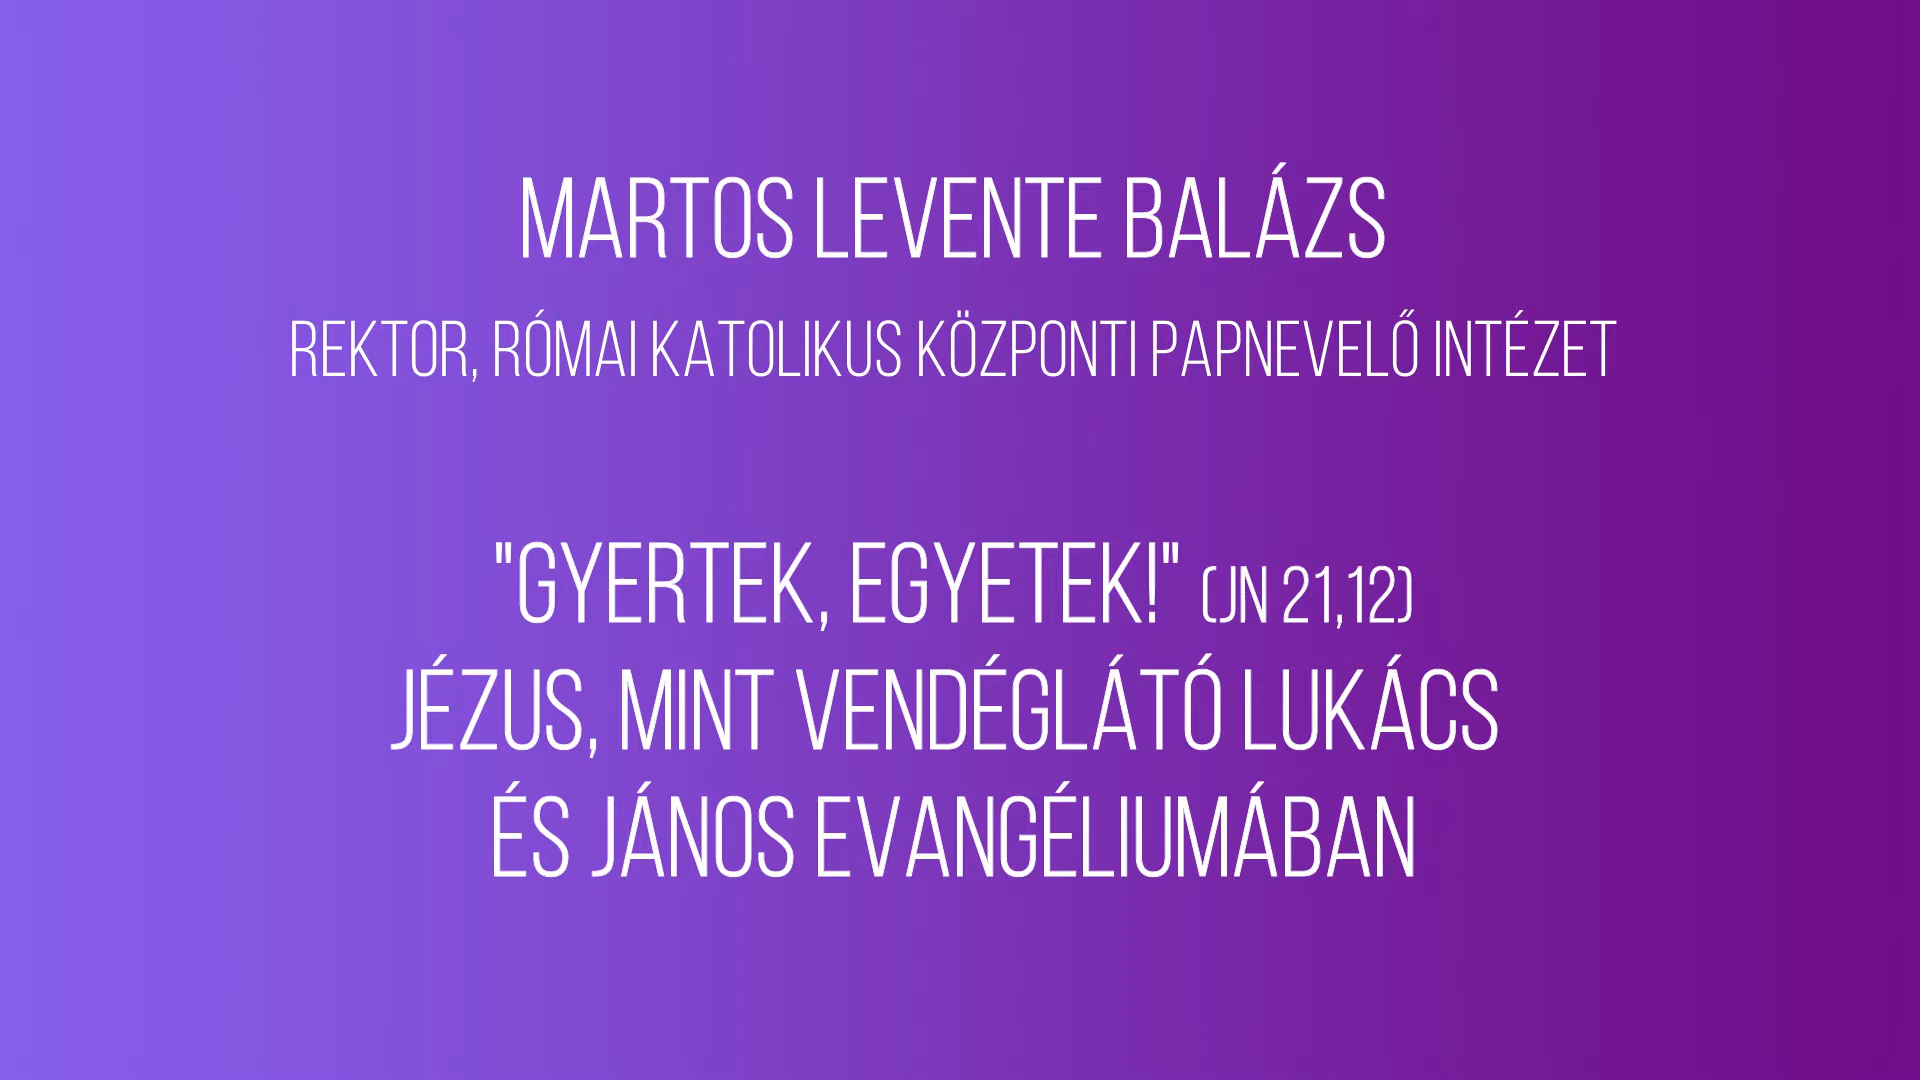 MARTOS LEVENTE BALÁZS
REKTOR, RÓMAI KATOLIKUS KÖZPONTI PAPNEVELŐ INTÉZET
"GYERTEK, EGYETEK!" (JN 21,12)
JÉZUS, MINT VENDÉGLÁTÓ LUKÁCS
ÉS JÁNOS EVANGÉLIUMÁBAN